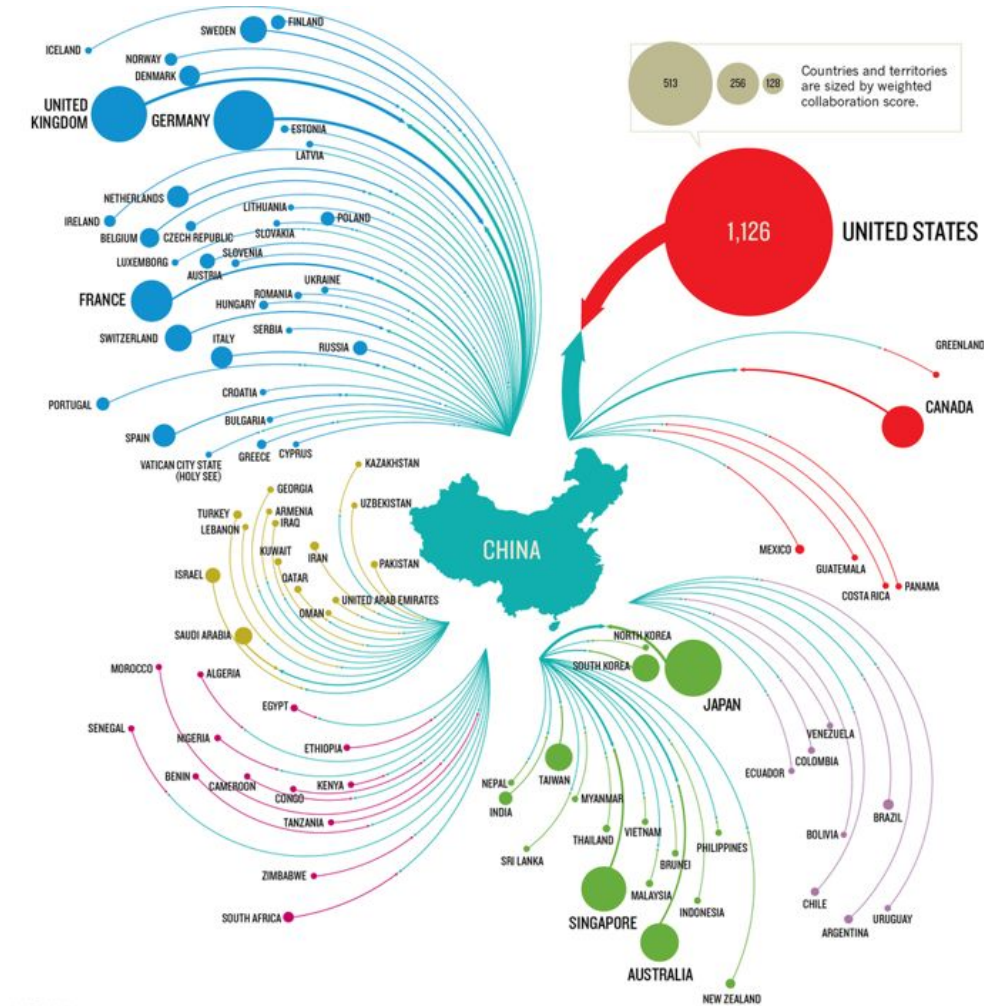 FINLAND
SWEDEN
ICELAND
NORWAY
DENMARK
UNITED
KINGDOM
GERMANY
ESTONIA
LATVIA
513
256
128
Countries and territories
are sized by weighted
collaboration score.
1,126
UNITED STATES
NETHERLANDS
LITHUANIA
POLAND
IRELAND
BELGIUM
CZECH REPUBLIC
SLOVAKIA
LUXEMBORG
SLOVENIA
AUSTRIA
UKRAINE
FRANCE
ROMANIA
HUNGARY
SWITZERLAND
ITALY
SERBIA
RUSSIA
PORTUGAL
CROATIA
BULGARIA
SPAIN
VATICAN CITY STATE
(HOLY SEE)
GREECE
CYPRUS
GREENLAND
CANADA
MEXICO
GUATEMALA
COSTA RICA
PANAMA
CHINA
KAZAKHSTAN
GEORGIA
UZBEKISTAN
TURKEY
ARMENIA
LEBANON
IRAQ
KUWAIT
IRAN
PAKISTAN
ISRAEL
QATAR
UNITED ARAB EMIRATES
OMAN
SAUDI ARABIA
MOROCCO
ALGERIA
EGYPT
SENEGAL
NIGERIA
ETHIOPIA
BENIN
CAMEROON
CONGO
KENYA
TANZANIA
ZIMBABWE
SOUTH AFRICA
NORTH KOREA
SOUTH KOREA
JAPAN
TAIWAN
NEPAL
INDIA
MYANMAR
SRI LANKA
THAILAND
VIETNAM
PHILIPPINES
BRUNEI
MALAYSIA
INDONESIA
SINGAPORE
AUSTRALIA
NEW ZEALAND
VENEZUELA
COLOMBIA
ECUADOR
BRAZIL
BOLIVIA
CHILE
ARGENTINA
URUGUAY